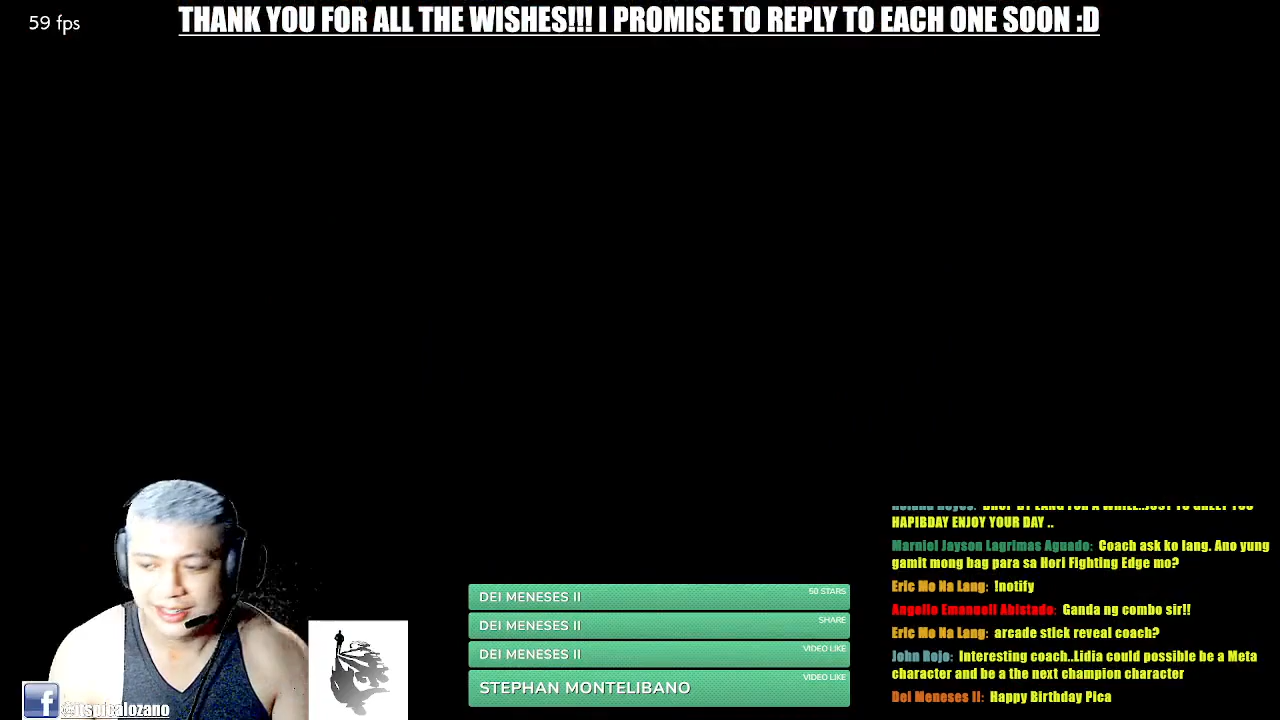 59 fps
THANK YOU FOR ALL THE WISHES!!! I PROMISE TO REPLY TO EACH ONE SOON :D
DEI MENESES II 50 STARS
DEI MENESES II SHARE
DEI MENESES II VIDEO LIKE
STEPHAN MONTELIBANO VIDEO LIKE
HAPIBDAY ENJOY YOUR DAY ..
Marniel Jayson Lagrimas Aguado: Coach ask ko lang. Ano yung
gamit mong bag para sa Hori Fighting Edge mo?
Eric Mo Na Lang: !notify
Angelio Emanuell Abistado: Ganda ng combo sir!!
Eric Mo Na Lang: arcade stick reveal coach?
John Rojo: Interesting coach..Lidia could possible be a Meta
character and be a the next champion character
Dei Meneses II: Happy Birthday Pica